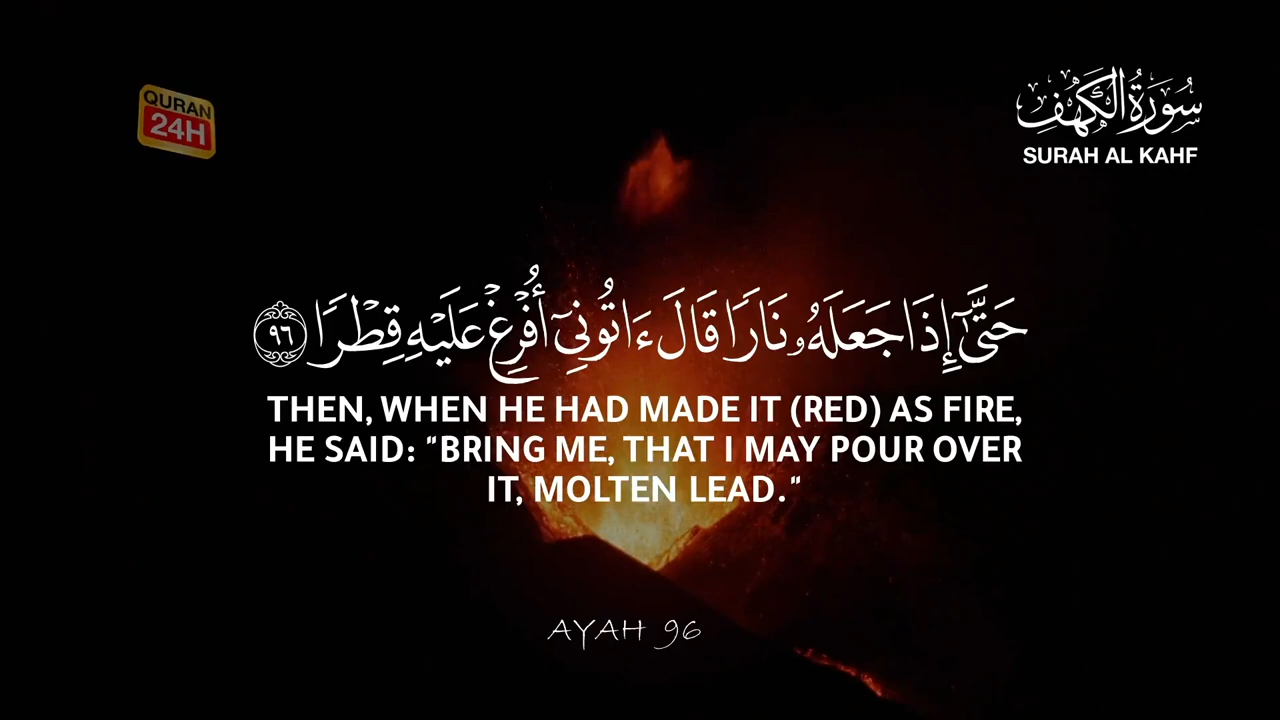 QURAN
24H
سُورَةُ الكَهْفِ
SURAH AL KAHF
حَتَّىٰٓ إِذَا جَعَلَهُۥ نَارًا قَالَ ءَاتُونِىٓ أُفْرِغْ عَلَيْهِ قِطْرًا ٩٦
THEN, WHEN HE HAD MADE IT (RED) AS FIRE,
HE SAID: "BRING ME, THAT I MAY POUR OVER
IT, MOLTEN LEAD."
AYAH 96